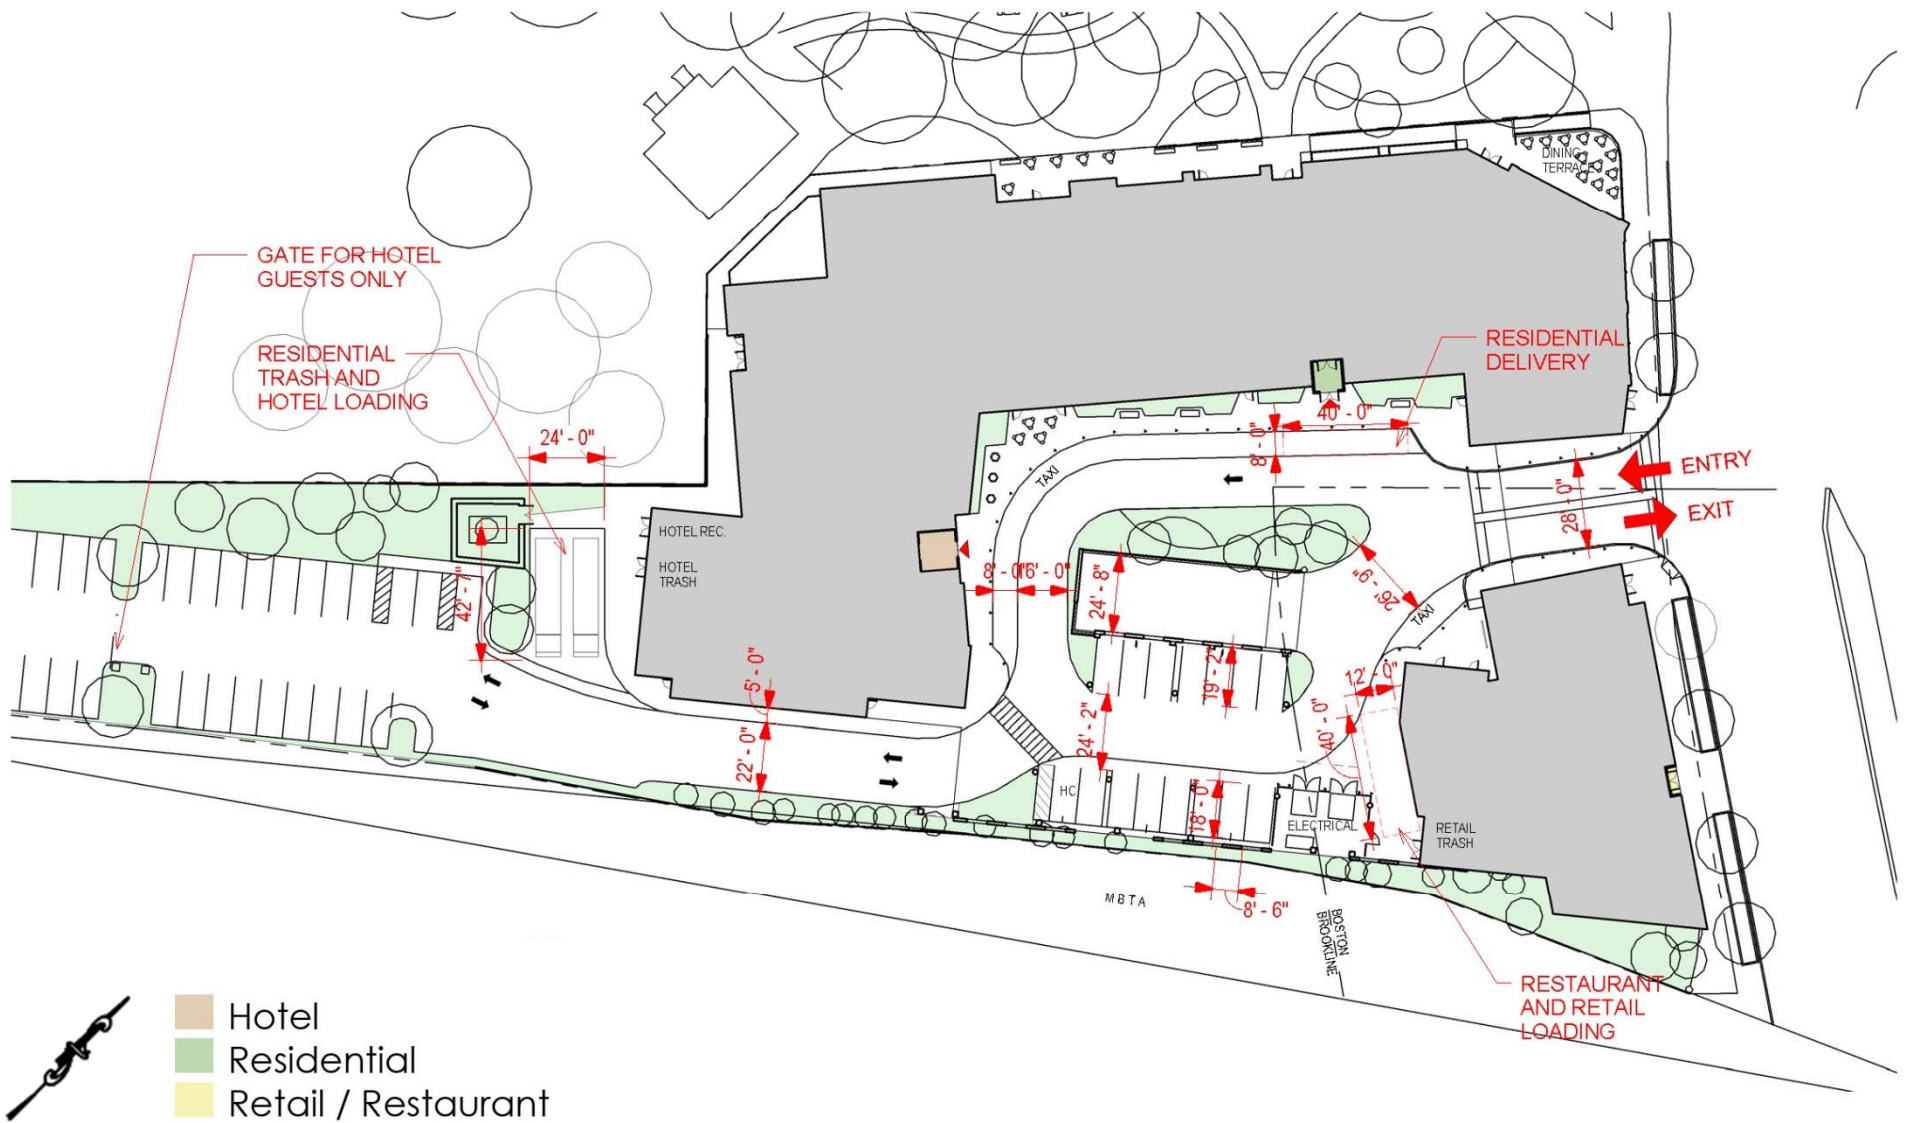 DINING
TERRACE
GATE FOR HOTEL
GUESTS ONLY
RESIDENTIAL
TRASH AND
HOTEL LOADING
RESIDENTIAL
DELIVERY
24' - 0"
40' - 0"
8' - 0"
TAXI
ENTRY
EXIT
28' - 0"
HOTEL REC.
HOTEL
TRASH
42' - 7"
8' - 0"
16' - 0"
24' - 8"
26' - 9"
TAXI
5' - 0"
19' - 2"
12' - 0"
22' - 0"
24' - 2"
40' - 0"
HC
18' - 0"
ELECTRICAL
RETAIL
TRASH
MBTA
8' - 6"
BOSTON
BROOKLINE
RESTAURANT
AND RETAIL
LOADING
Hotel
Residential
Retail / Restaurant